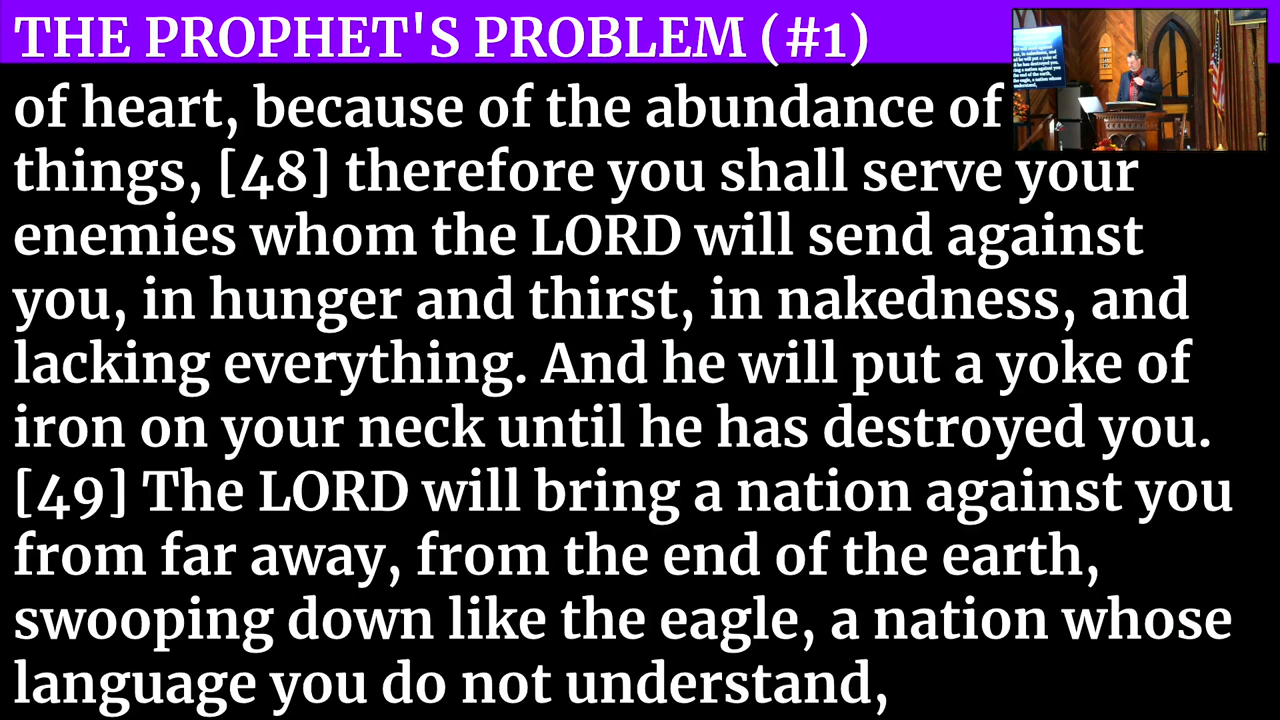 THE PROPHET'S PROBLEM (#1)
of heart, because of the abundance of
things, [48] therefore you shall serve your
enemies whom the LORD will send against
you, in hunger and thirst, in nakedness, and
lacking everything. And he will put a yoke of
iron on your neck until he has destroyed you.
[49] The LORD will bring a nation against you
from far away, from the end of the earth,
swooping down like the eagle, a nation whose
language you do not understand,